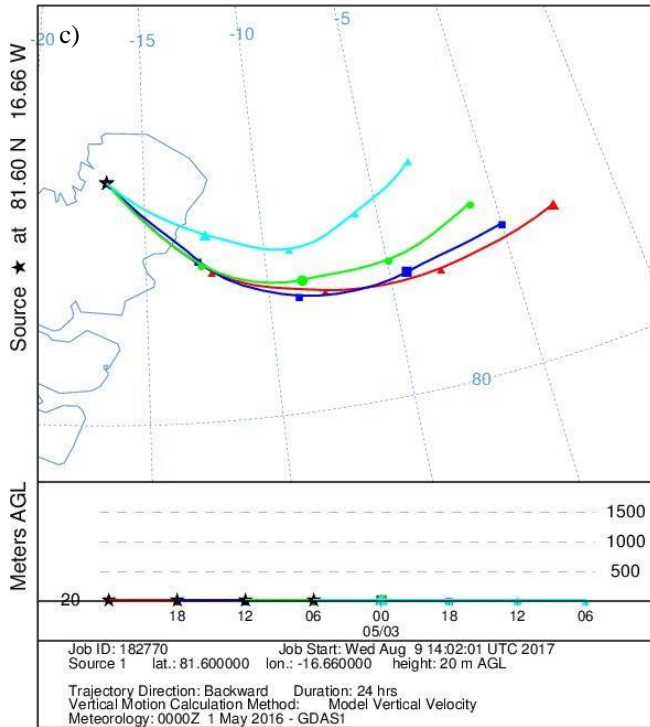 c)
-20
-15
-10
-5
80
Source ★ at 81.60 N 16.66 W
Meters AGL
1500
1000
500
20
18 12 06 00 18 12 06
05/03
Job ID: 182770 Job Start: Wed Aug 9 14:02:01 UTC 2017
Source 1 lat.: 81.600000 lon.: -16.660000 height: 20 m AGL
Trajectory Direction: Backward Duration: 24 hrs
Vertical Motion Calculation Method: Model Vertical Velocity
Meteorology: 0000Z 1 May 2016 - GDAS1